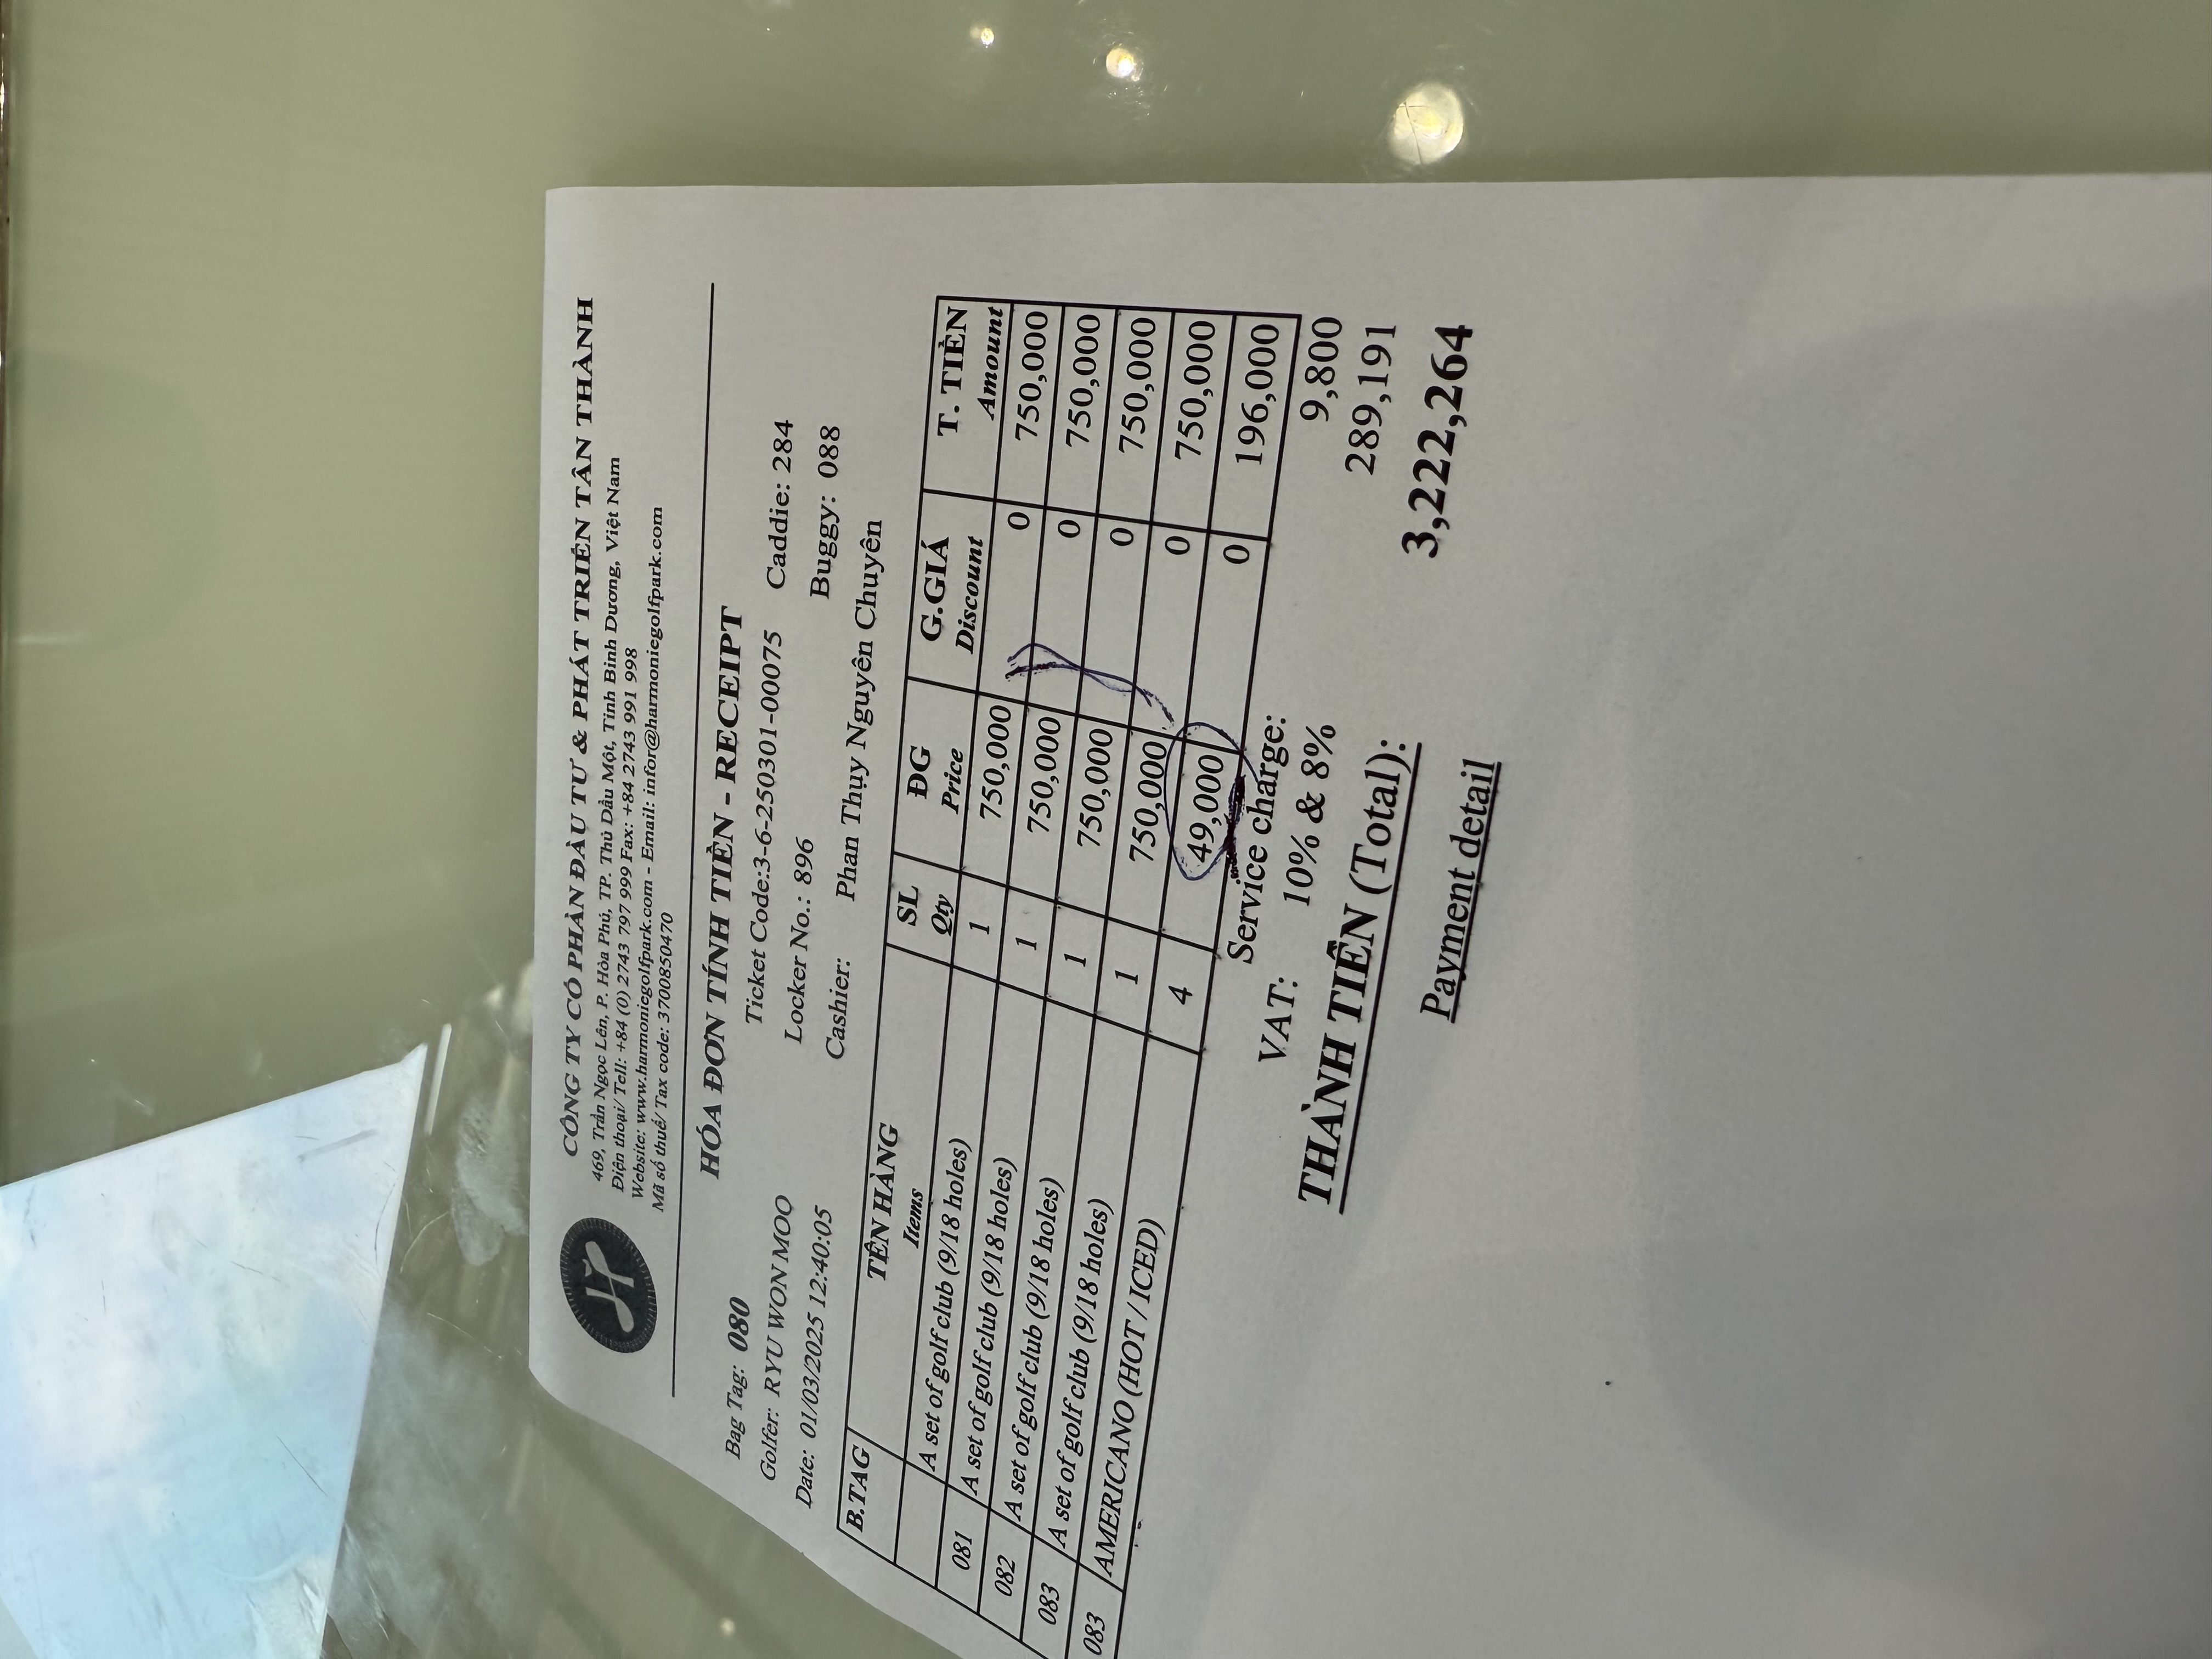 CÔNG TY CỔ PHẦN ĐẦU TƯ & PHÁT TRIỂN TÂN THÀNH
469, Trần Ngọc Lên, P. Hòa Phú, TP. Thủ Dầu Một, Tỉnh Bình Dương, Việt Nam
Điện thoại/ Tell: +84 (0) 2743 797 999 Fax: +84 2743 991 998
Website: www.harmoniegolfpark.com - Email: infor@harmoniegolfpark.com
Mã số thuế/ Tax code: 3700850470
HÓA ĐƠN TÍNH TIỀN - RECEIPT
Bag Tag: 080 Ticket Code:3-6-250301-00075 Caddie: 284
Golfer: RYU WON MOO Locker No.: 896 Buggy: 088
Date: 01/03/2025 12:40:05 Cashier: Phan Thụy Nguyên Chuyên
B.TAG TÊN HÀNG SL ĐG G.GIÁ T. TIỀN
Items Qty Price Discount Amount
A set of golf club (9/18 holes) 1 750,000 0 750,000
081 A set of golf club (9/18 holes) 1 750,000 0 750,000
082 A set of golf club (9/18 holes) 1 750,000 0 750,000
083 A set of golf club (9/18 holes) 1 750,000 0 750,000
083 AMERICANO (HOT / ICED) 4 49,000 0 196,000
Service charge: 9,800
VAT: 10% & 8% 289,191
THÀNH TIỀN (Total): 3,222,264
Payment detail